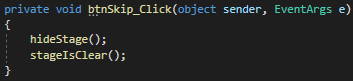 private void btnSkip_Click(object sender, EventArgs e)
{
    hideStage();
    stageIsClear();
}